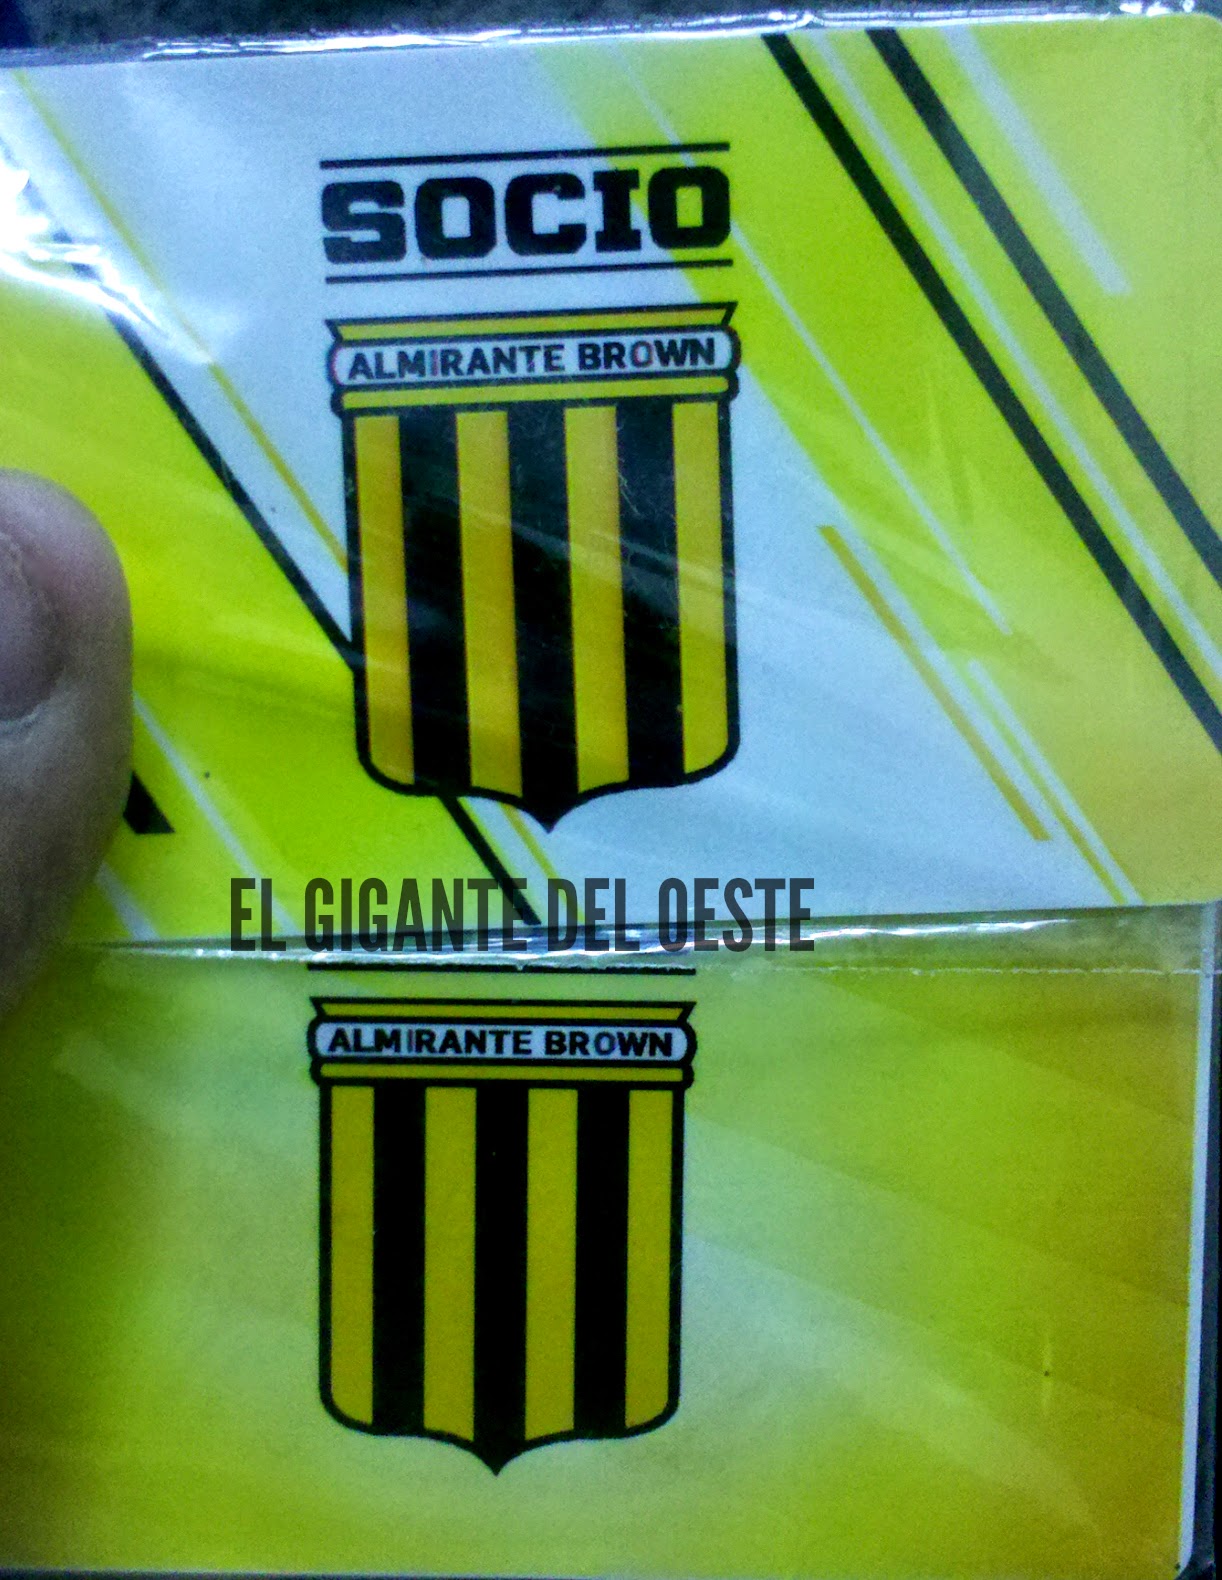 SOCIO
ALMIRANTE BROWN
EL GIGANTE DEL OESTE
ALMIRANTE BROWN